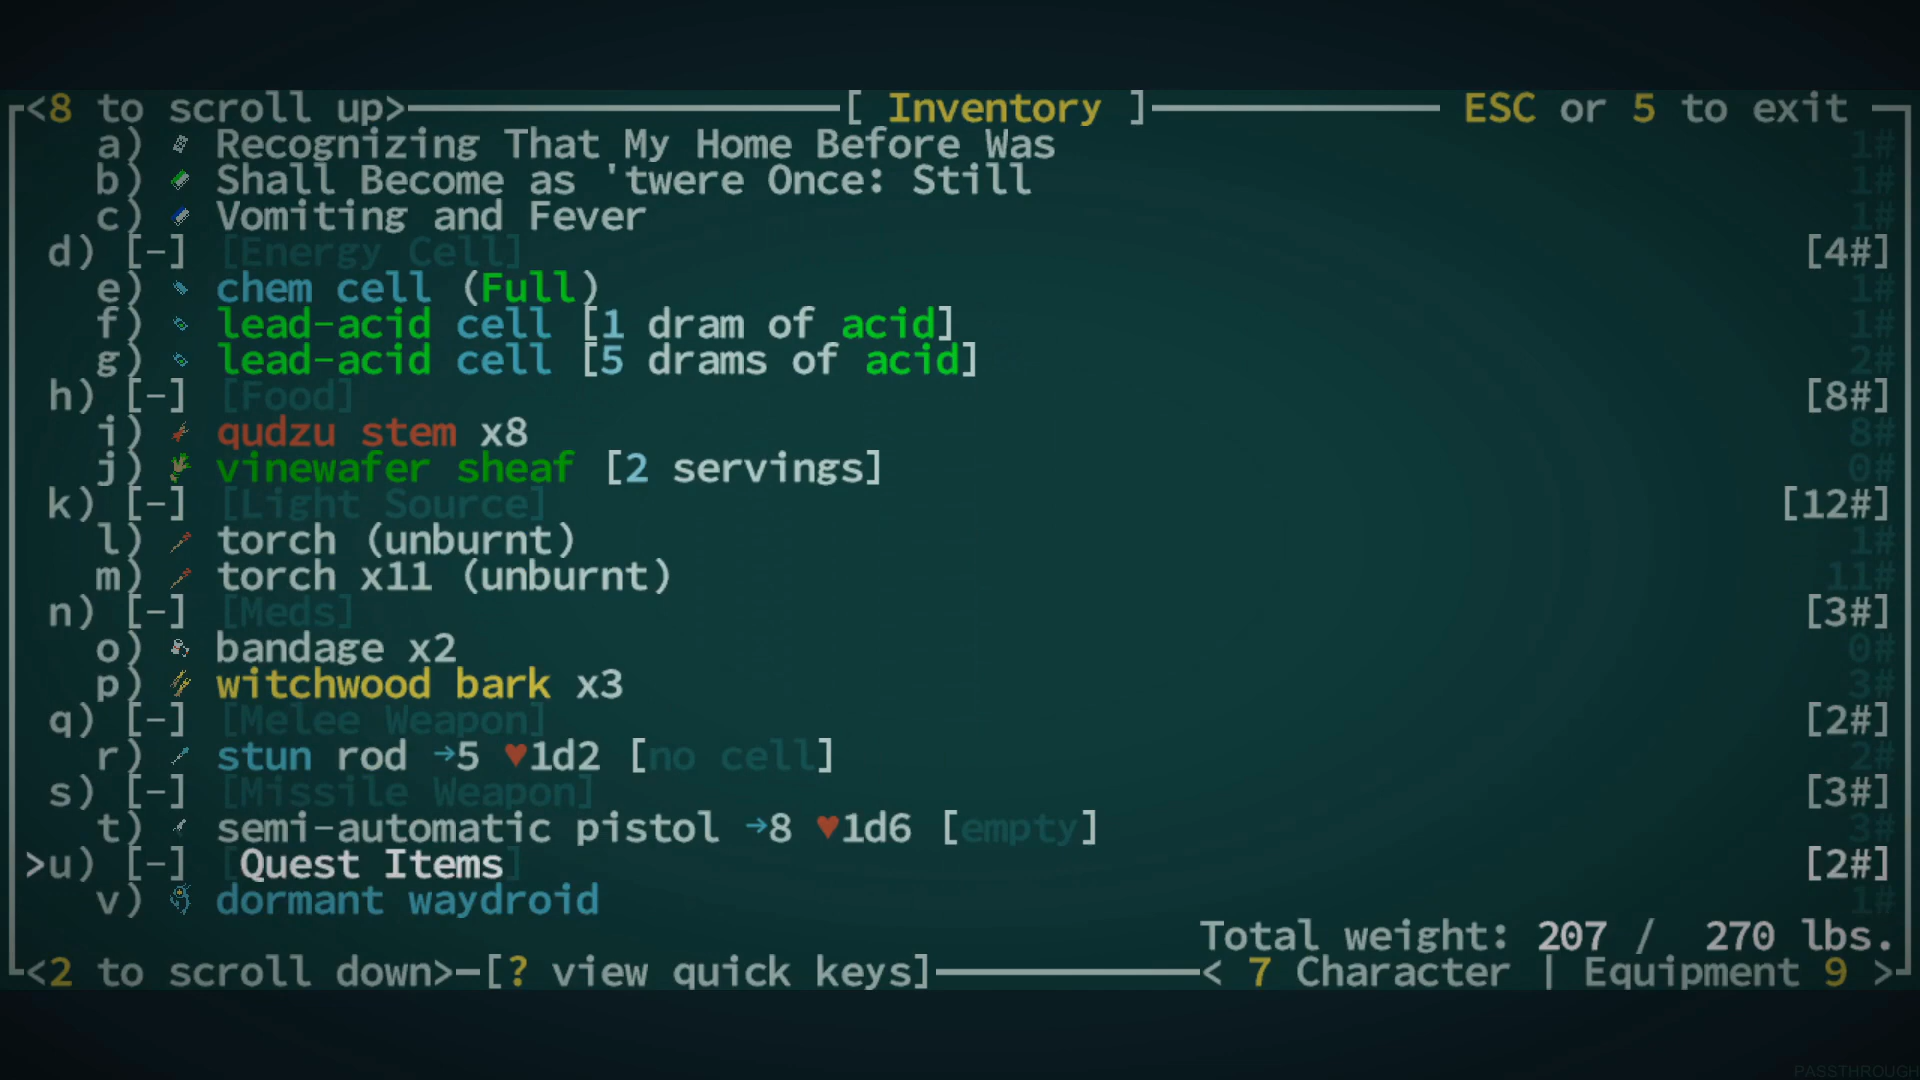 <8 to scroll up> [ Inventory ] ESC or 5 to exit
a) Recognizing That My Home Before Was 1#
b) Shall Become as 'twere Once: Still 1#
c) Vomiting and Fever 1#
d) [-] [Energy Cell] [4#]
e) chem cell (Full) 1#
f) lead-acid cell [1 dram of acid] 1#
g) lead-acid cell [5 drams of acid] 2#
h) [-] [Food] [8#]
i) qudzu stem x8 8#
j) vinewafer sheaf [2 servings] 0#
k) [-] [Light Source] [12#]
l) torch (unburnt) 1#
m) torch x11 (unburnt) 11#
n) [-] [Meds] [3#]
o) bandage x2 0#
p) witchwood bark x3 3#
q) [-] [Melee Weapon] [2#]
r) stun rod →5 ♥1d2 [no cell] 2#
s) [-] [Missile Weapon] [3#]
t) semi-automatic pistol →8 ♥1d6 [empty] 3#
>u) [-] [Quest Items] [2#]
v) dormant waydroid 1#
Total weight: 207 / 270 lbs.
<2 to scroll down> [? view quick keys] < 7 Character | Equipment 9 >
PASSTHROUGH